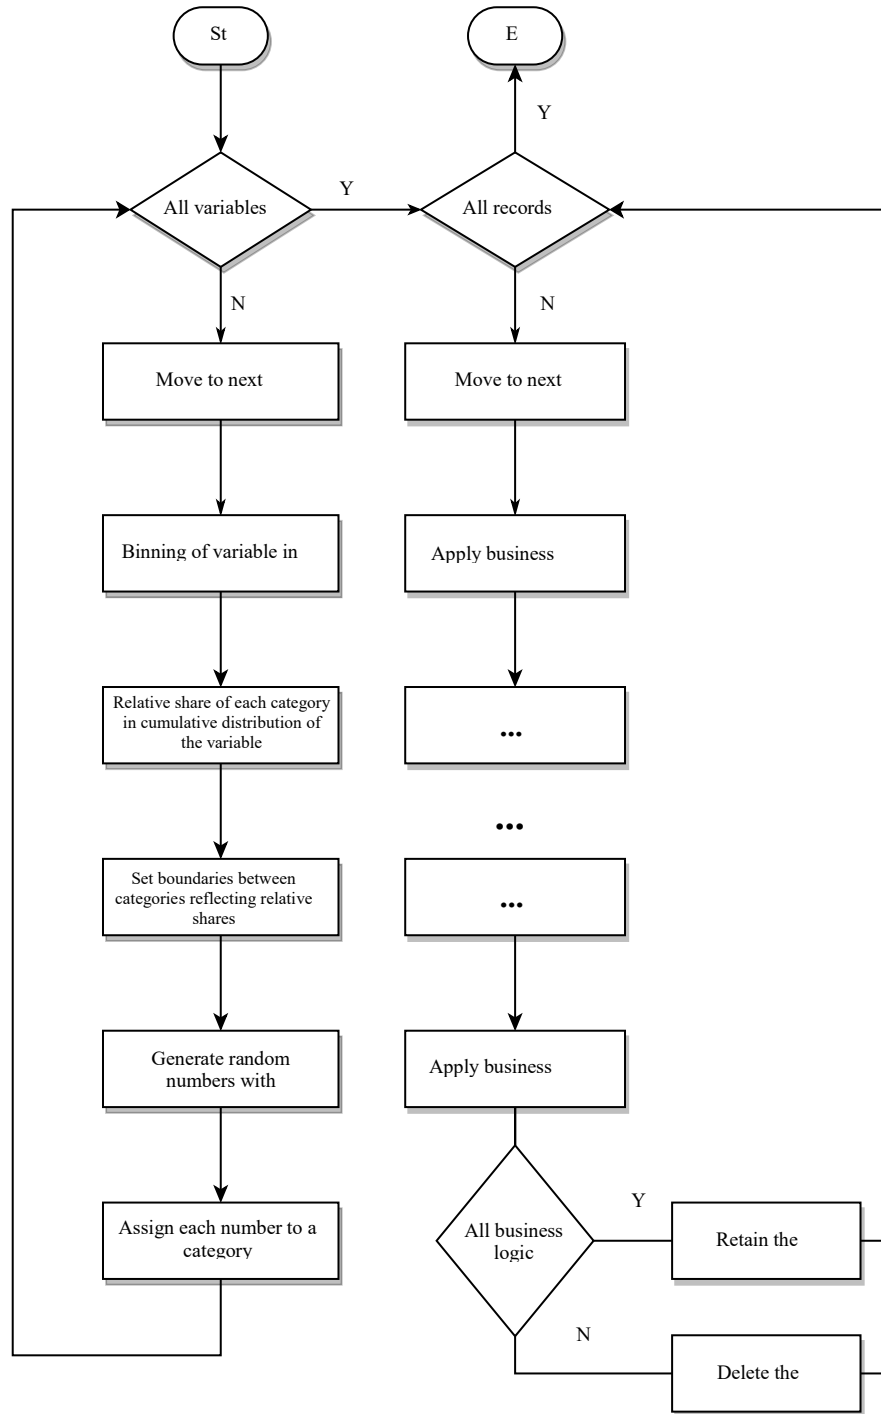 St
E
Y
All variables
Y
All records
N
N
Move to next
Move to next
Binning of variable in
Apply business
Relative share of each category
in cumulative distribution of
the variable
...
...
Set boundaries between
categories reflecting relative
shares
...
Generate random
numbers with
Apply business
Assign each number to a
category
All business
logic
Y
Retain the
N
Delete the